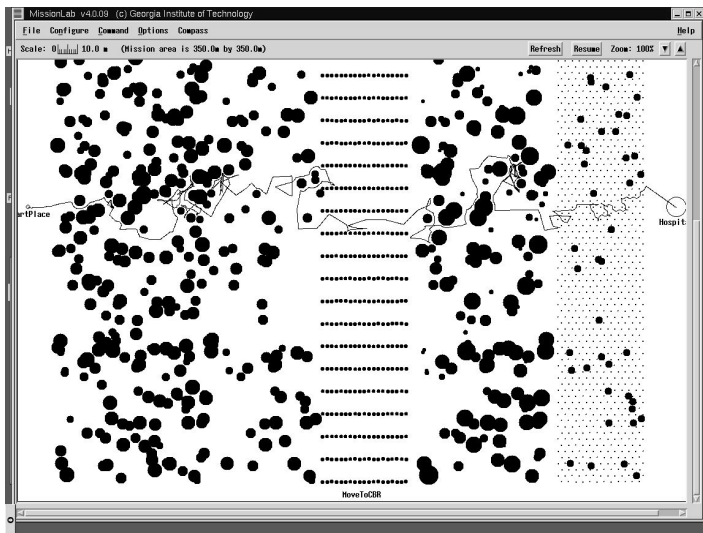 MissionLab v4.0.09 (c) Georgia Institute of Technology
File Configure Command Options Compass Help
Scale: 0 10.0 m (Mission area is 350.0m by 350.0m) Refresh Resume Zoom: 100%
artPlace
Hospit
MoveToCBR